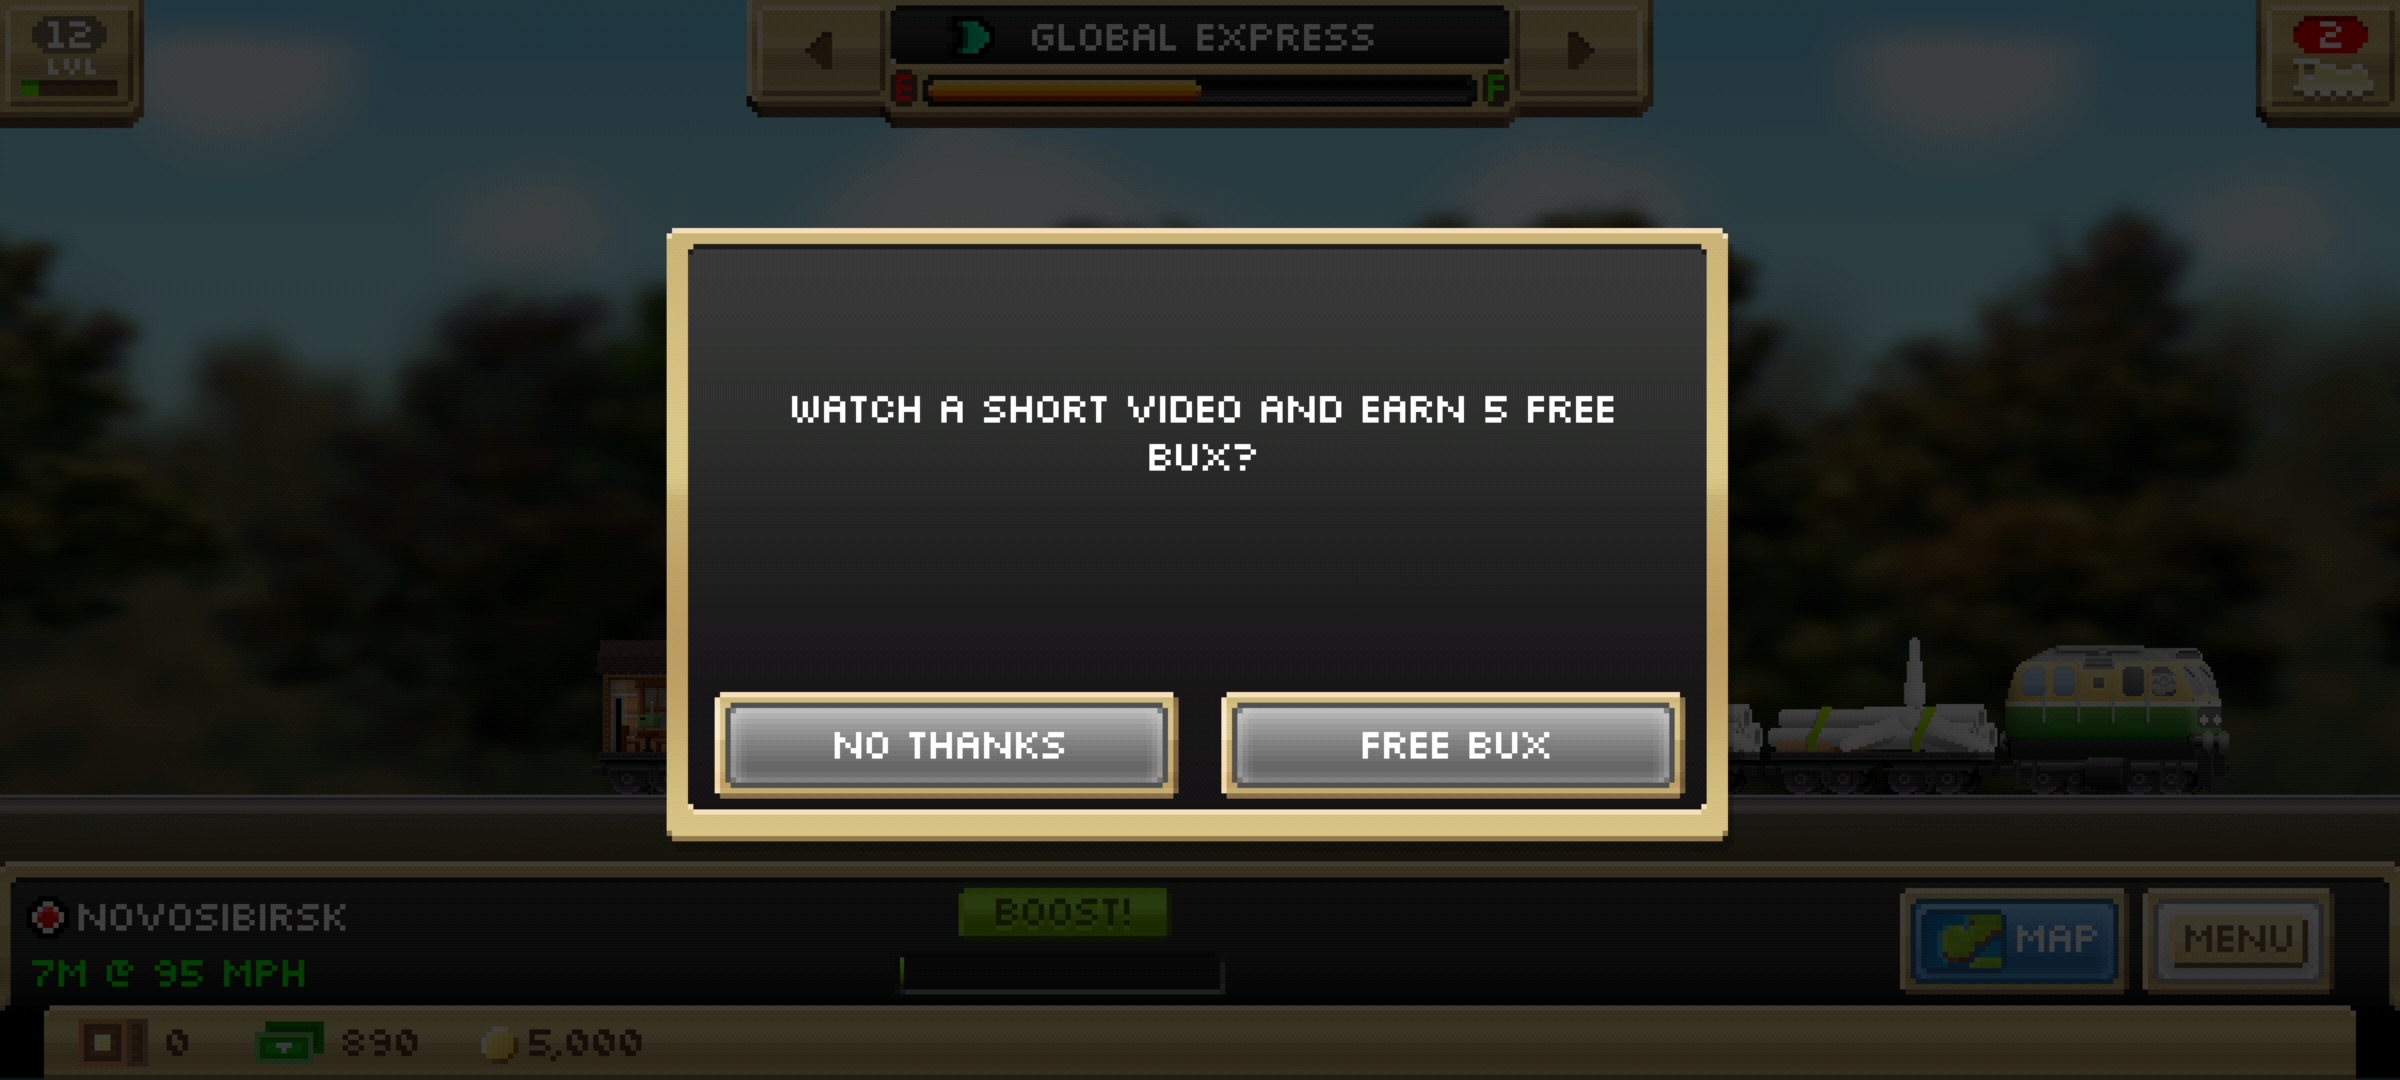 12
LVL
GLOBAL EXPRESS
E F
2
WATCH A SHORT VIDEO AND EARN 5 FREE
BUX?
NO THANKS
FREE BUX
NOVOSIBIRSK
7M @ 95 MPH
BOOST!
MAP
MENU
0
890
5,000